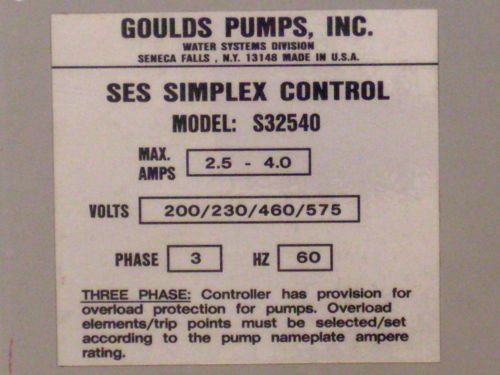 GOULDS PUMPS, INC.
WATER SYSTEMS DIVISION
SENECA FALLS , N.Y. 13148 MADE IN U.S.A.
SES SIMPLEX CONTROL
MODEL: S32540
MAX. AMPS 2.5 - 4.0
VOLTS 200/230/460/575
PHASE 3 HZ 60
THREE PHASE: Controller has provision for
overload protection for pumps. Overload
elements/trip points must be selected/set
according to the pump nameplate ampere
rating.